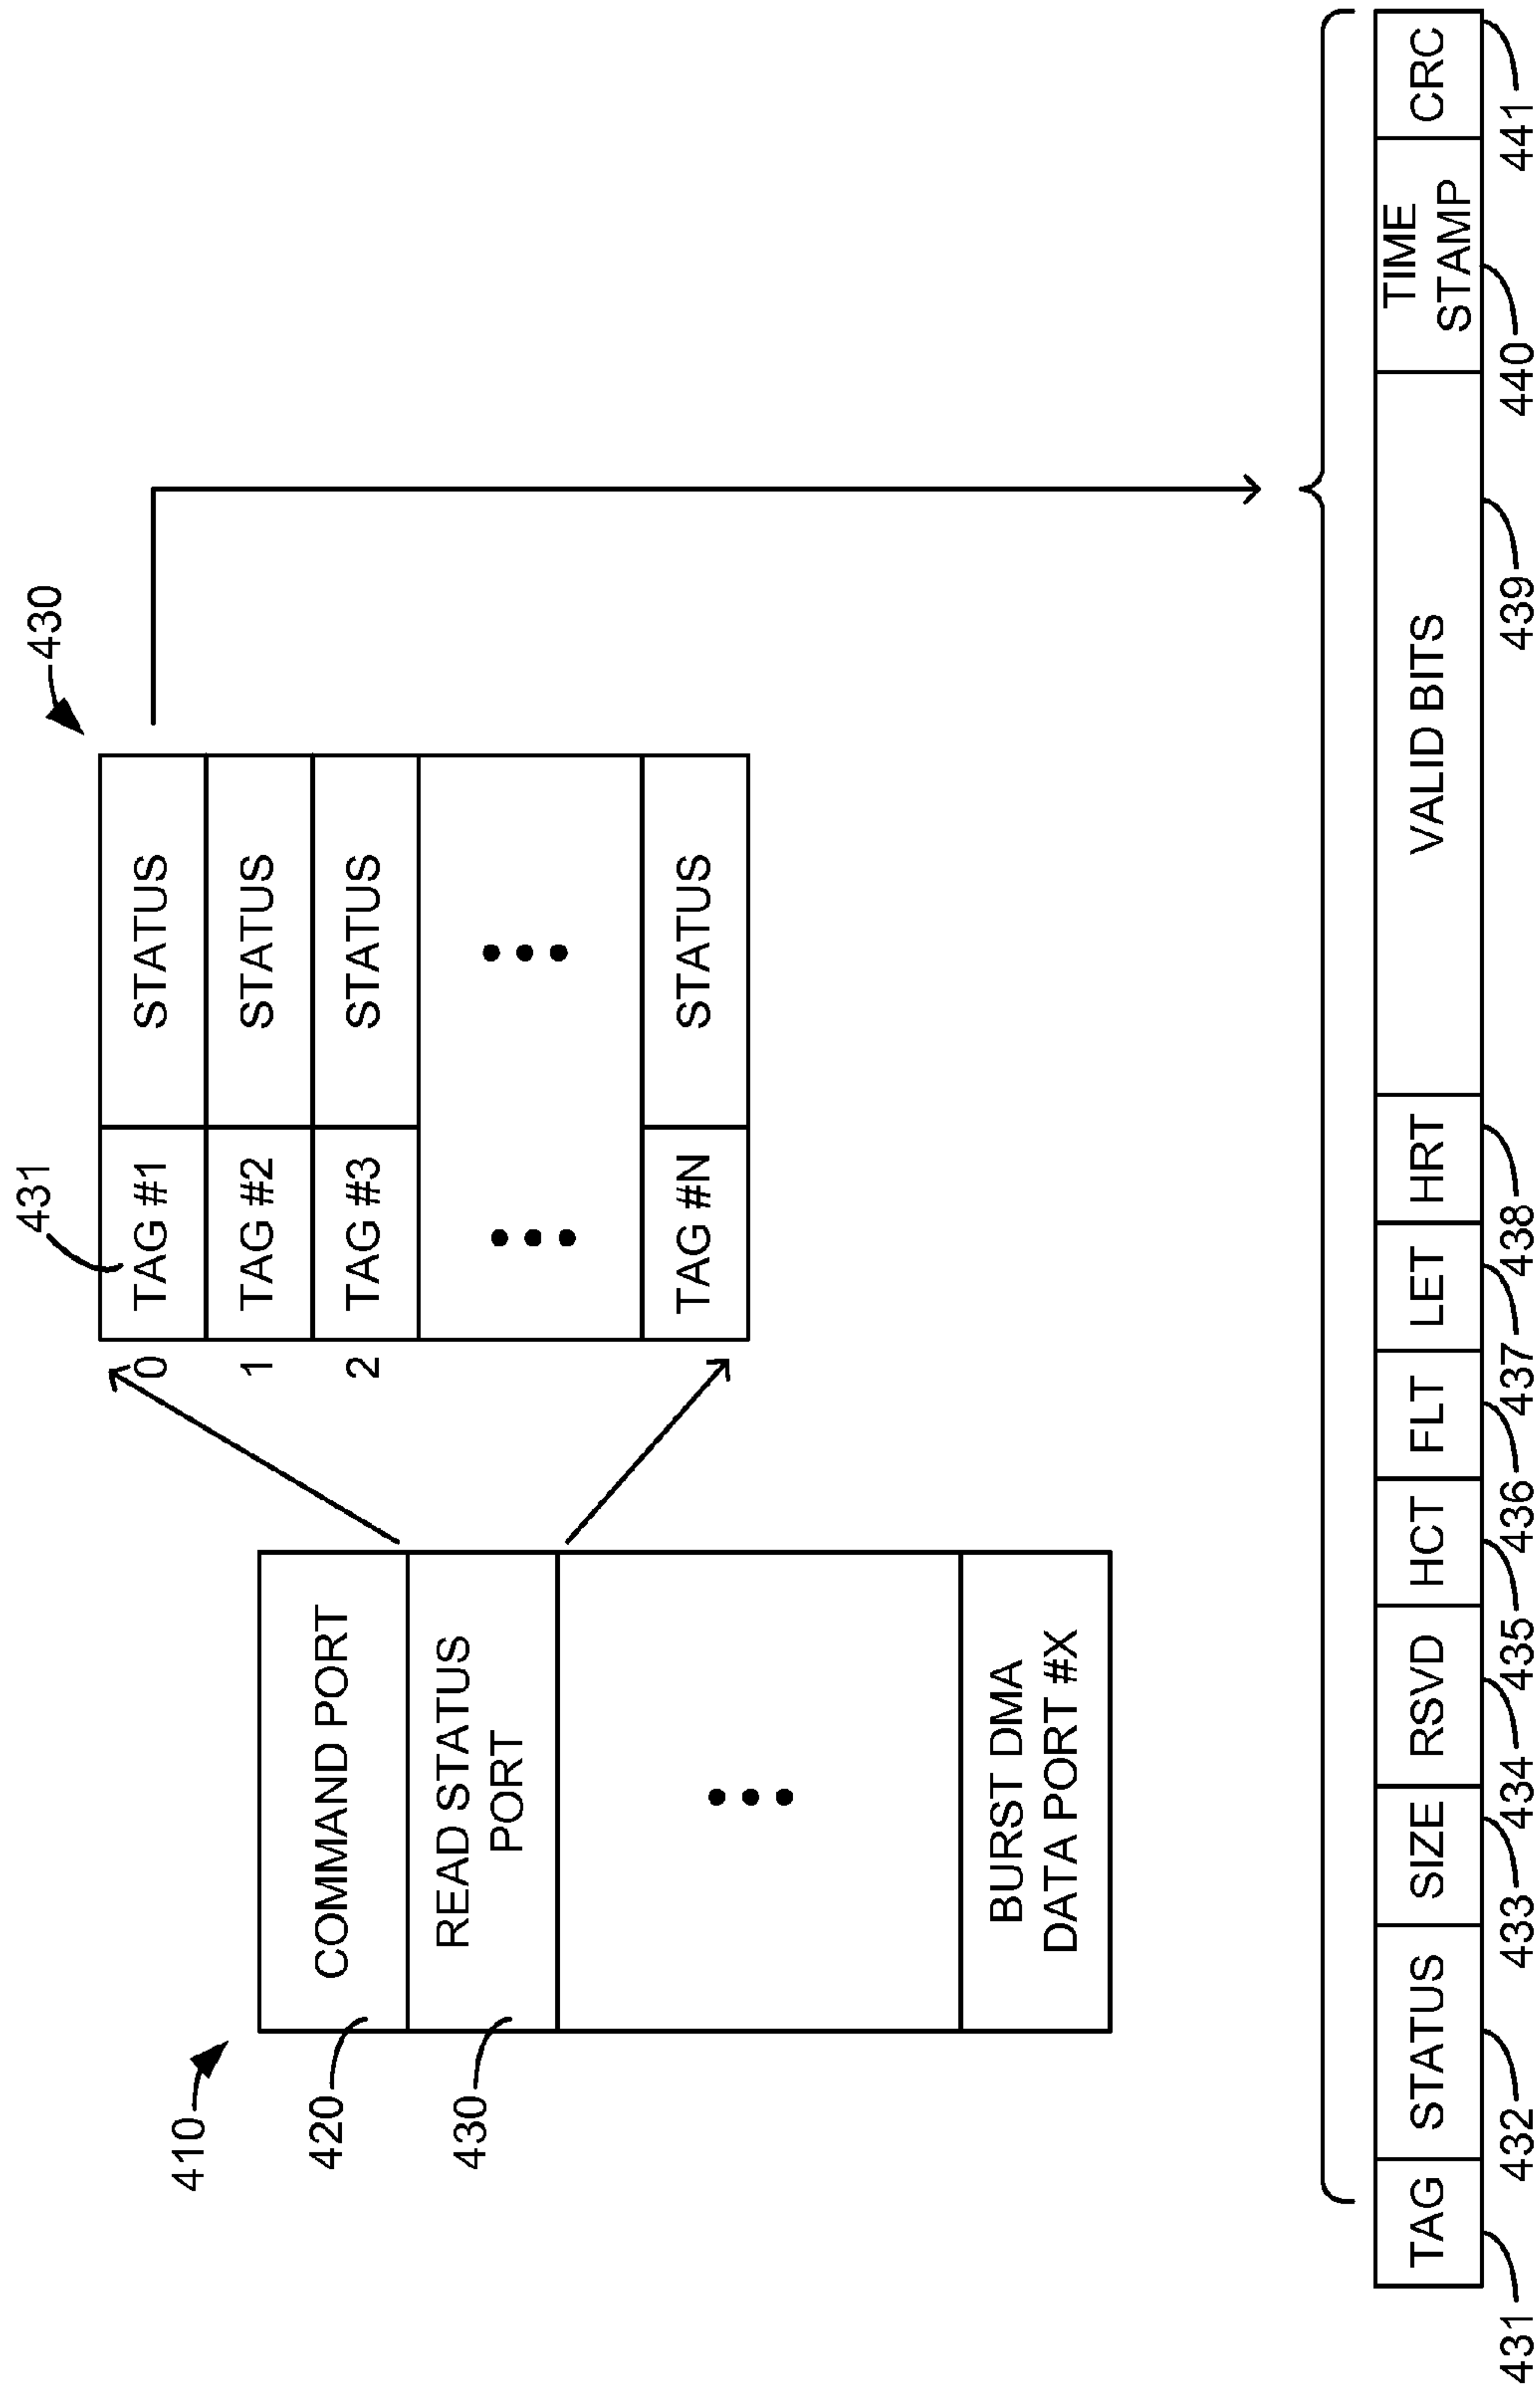 430
431
0
TAG #1
STATUS
1
TAG #2
STATUS
2
TAG #3
STATUS
TAG #N
STATUS
410
420
COMMAND PORT
430
READ STATUS
PORT
BURST DMA
DATA PORT #X
TAG
STATUS
SIZE
RSVD
HCT
FLT
LET
HRT
VALID BITS
TIME
STAMP
CRC
431
432
433
434
435
436
437
438
439
440
441